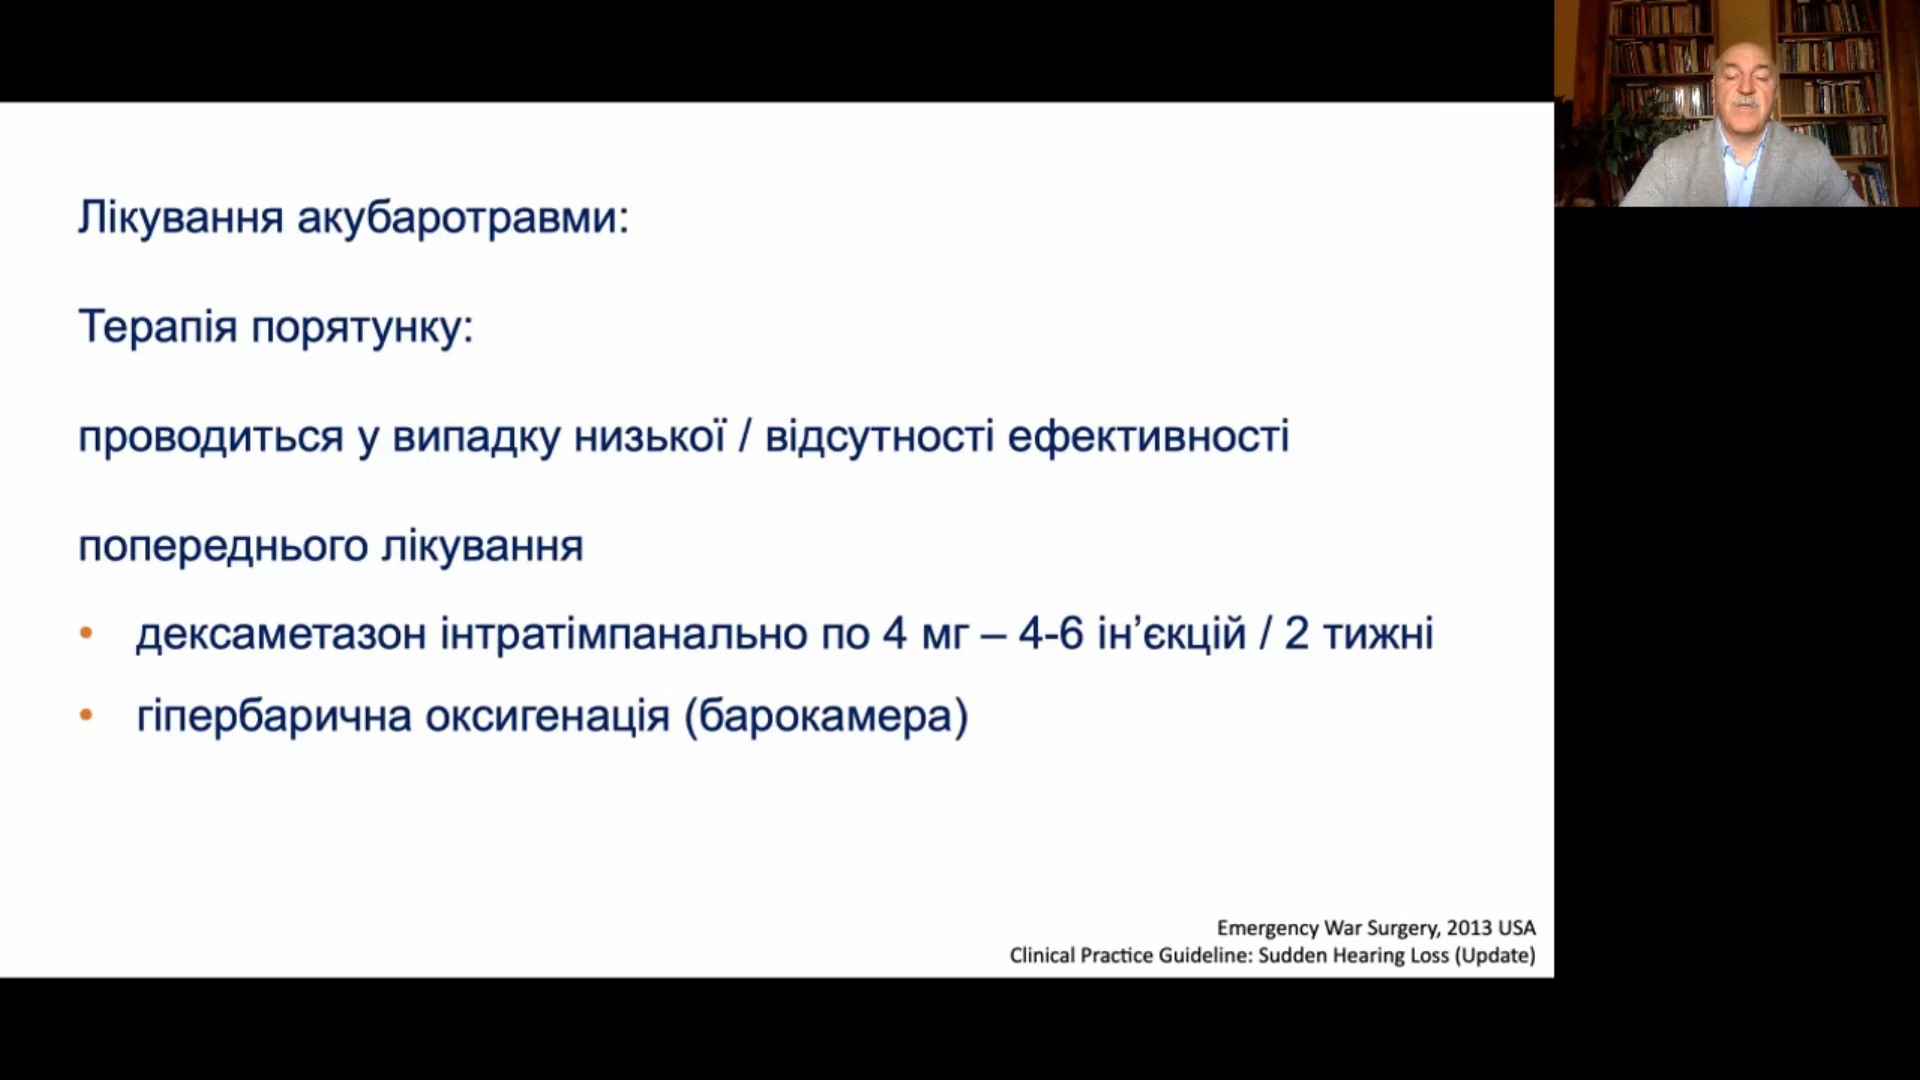 Лікування акубаротравми:
Терапія порятунку:
проводиться у випадку низької / відсутності ефективності
попереднього лікування
• дексаметазон інтратімпанально по 4 мг – 4-6 ін’єкцій / 2 тижні
• гіпербарична оксигенація (барокамера)
Emergency War Surgery, 2013 USA
Clinical Practice Guideline: Sudden Hearing Loss (Update)